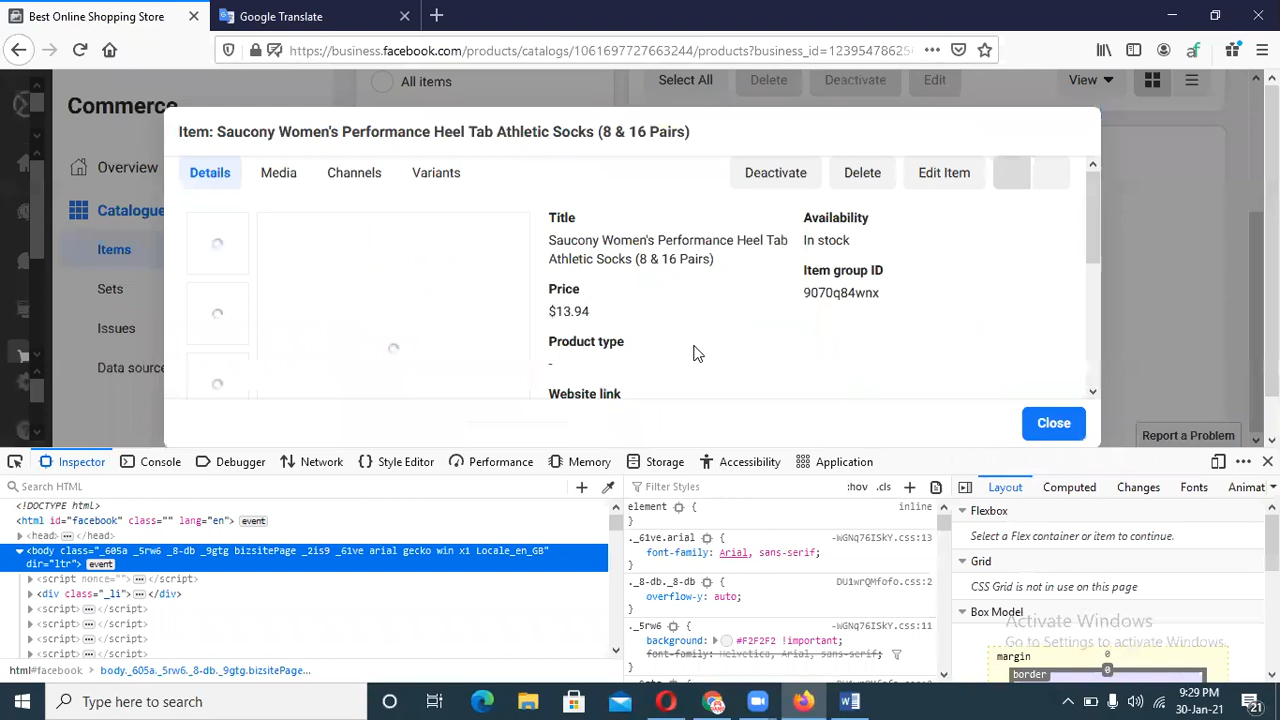 Best Online Shopping Store
Google Translate
https://business.facebook.com/products/catalogs/1061697727663244/products?business_id=12395478625
All items
Select All
Delete
Deactivate
Edit
View
Commerce
Item: Saucony Women's Performance Heel Tab Athletic Socks (8 & 16 Pairs)
Overview
Catalogue
Items
Sets
Issues
Data source
Details
Media
Channels
Variants
Deactivate
Delete
Edit Item
Title
Saucony Women's Performance Heel Tab
Athletic Socks (8 & 16 Pairs)
Price
$13.94
Product type
-
Website link
Availability
In stock
Item group ID
9070q84wnx
Close
Report a Problem
Inspector
Console
Debugger
Network
Style Editor
Performance
Memory
Storage
Accessibility
Application
Search HTML
<!DOCTYPE html>
<html id="facebook" class="" lang="en"> event
<head> </head>
<body class="_605a _5rw6 _8-db _9gtg bizsitePage _2is9 _61ve arial gecko win x1 Locale_en_GB"
dir="ltr"> event
<script nonce=""> </script>
<div class="_li"> </div>
<script> </script>
<script> </script>
<script> </script>
<script> </script>
html#facebook
body._605a._5rw6._8-db._9gtg.bizsitePage...
Filter Styles
:hov .cls
element { inline
}
._61ve.arial { -WGNq76ISkY.css:13
font-family: Arial, sans-serif;
}
._8-db._8-db { DU1wrQMfofo.css:2
overflow-y: auto;
}
._5rw6 { -WGNq76ISkY.css:11
background: #F2F2F2 !important;
font-family: Helvetica, Arial, sans-serif;
}
Layout
Computed
Changes
Fonts
Animat
Flexbox
Select a Flex container or item to continue.
Grid
CSS Grid is not in use on this page
Box Model
margin
0
border
0
Activate Windows
Go to Settings to activate Windows.
Type here to search
9:29 PM
30-Jan-21
21